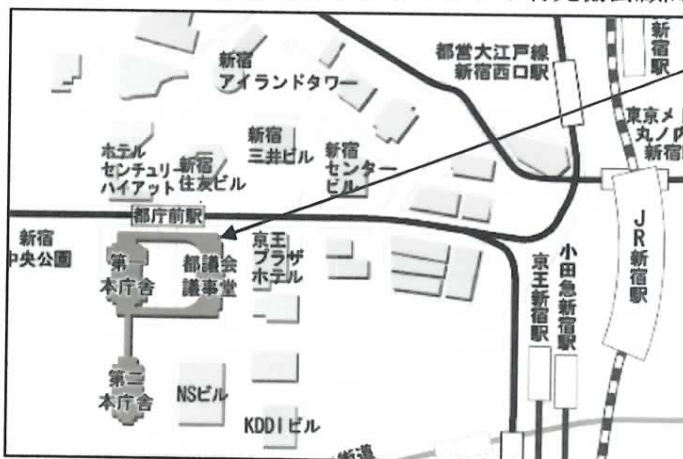 新宿
アイランドタワー
都営大江戸線
新宿西口駅
新宿駅
東京メ
丸ノ内
新宿
ホテル
センチュリー
ハイアット
新宿
住友ビル
新宿
三井ビル
新宿
センター
ビル
都庁前駅
新宿
中央公園
第一
本庁舎
都議会
議事堂
京王
プラザ
ホテル
JR新宿駅
小田急新宿駅
京王新宿駅
第二
本庁舎
NSビル
KDDIビル
街道